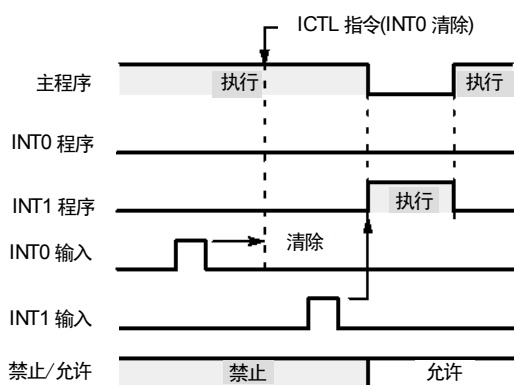 ICTL 指令(INT0 清除)
主程序 执行 执行
INT0 程序
INT1 程序 执行
INT0 输入 清除
INT1 输入
禁止/允许 禁止 允许